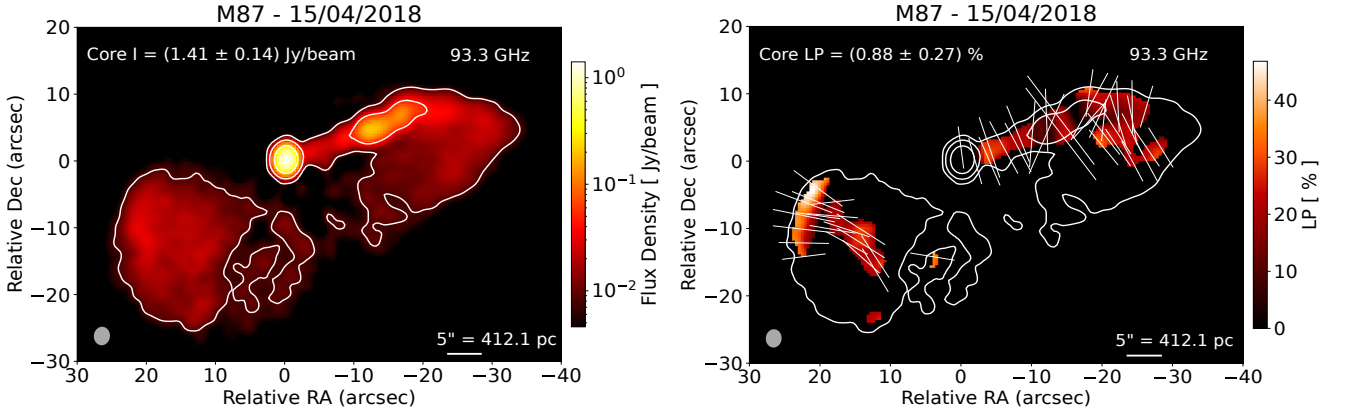 M87 - 15/04/2018
Core I = (1.41 ± 0.14) Jy/beam
93.3 GHz
20
10
0
−10
−20
−30
Relative Dec (arcsec)
5" = 412.1 pc
30 20 10 0 −10 −20 −30 −40
Relative RA (arcsec)
10⁰
10⁻¹
10⁻²
Flux Density [ Jy/beam ]
M87 - 15/04/2018
Core LP = (0.88 ± 0.27) %
93.3 GHz
20
10
0
−10
−20
−30
Relative Dec (arcsec)
5" = 412.1 pc
30 20 10 0 −10 −20 −30 −40
Relative RA (arcsec)
40
30
20
10
0
LP [ % ]